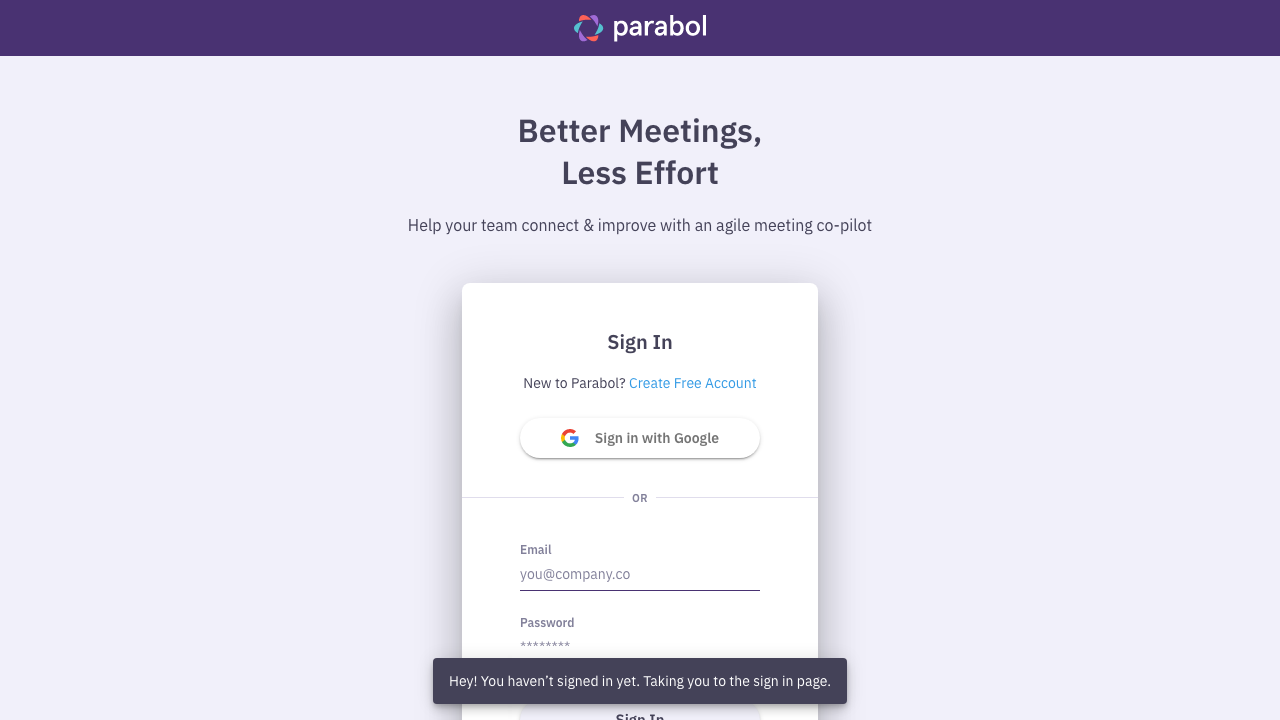 parabol
Better Meetings,
Less Effort
Help your team connect & improve with an agile meeting co-pilot
Sign In
New to Parabol? Create Free Account
Sign in with Google
OR
Email
you@company.co
Password
********
Hey! You haven’t signed in yet. Taking you to the sign in page.
Sign In